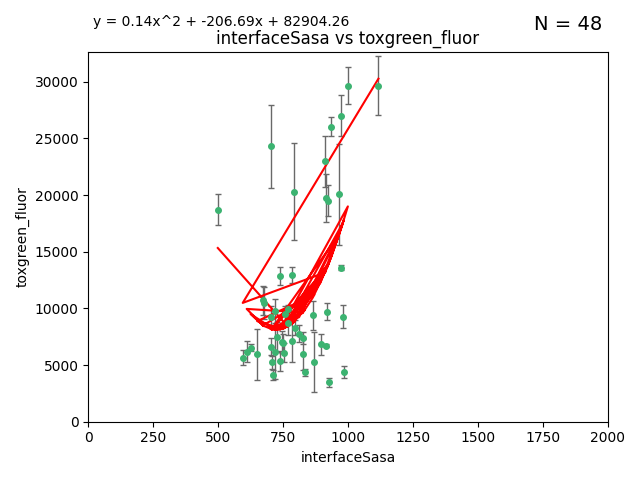 y = 0.14x^2 + -206.69x + 82904.26
N = 48
interfaceSasa vs toxgreen_fluor
30000
25000
20000
15000
10000
5000
0
toxgreen_fluor
0 250 500 750 1000 1250 1500 1750 2000
interfaceSasa